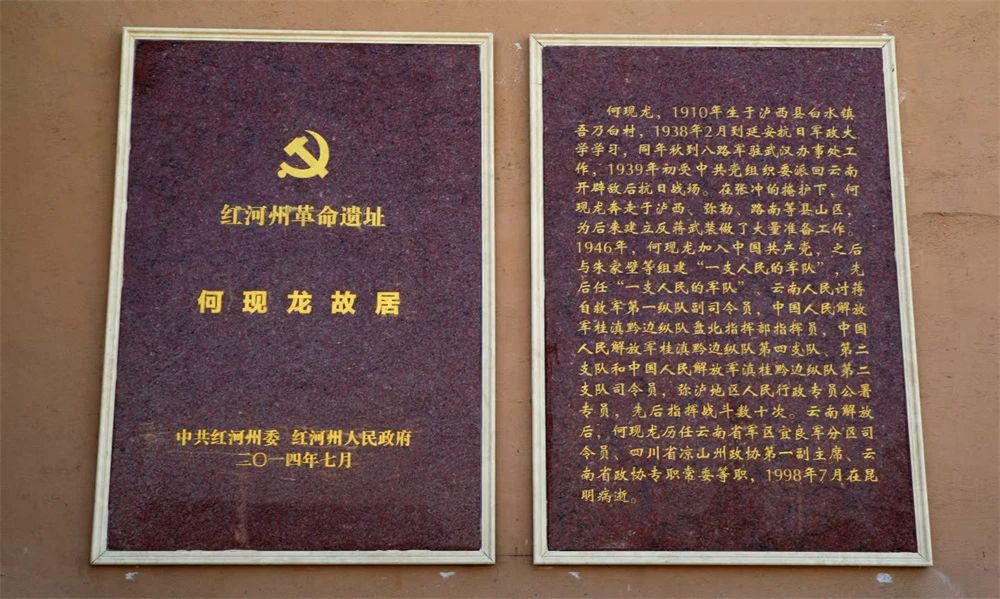 红河州革命遗址
何现龙故居
中共红河州委 红河州人民政府
二〇一四年七月
何现龙，1910年生于泸西县白水镇
吾乃白村，1938年2月到延安抗日军政大
学学习，同年秋到八路军驻武汉办事处工
作，1939年初受中共党组织委派回云南
开辟敌后抗日战场。在张冲的掩护下，何
现龙奔走于泸西、弥勒、路南等县山区，
为后来建立反蒋武装做了大量准备工作。
1946年，何现龙加入中国共产党，之后
与朱家壁等组建“一支人民的军队”，先
后任“一支人民的军队”、云南人民讨蒋
自救军第一纵队副司令员，中国人民解放
军桂滇黔边纵队盘北指挥部指挥员，中国
人民解放军桂滇黔边纵队第四支队、第二
支队和中国人民解放军滇桂黔边纵队第二
支队司令员，弥泸地区人民行政专员公署
专员，先后指挥战斗数十次。云南解放
后，何现龙历任云南省军区宜良军分区司
令员、四川省凉山州政协第一副主席、云
南省政协专职常委等职，1998年7月在昆
明病逝。